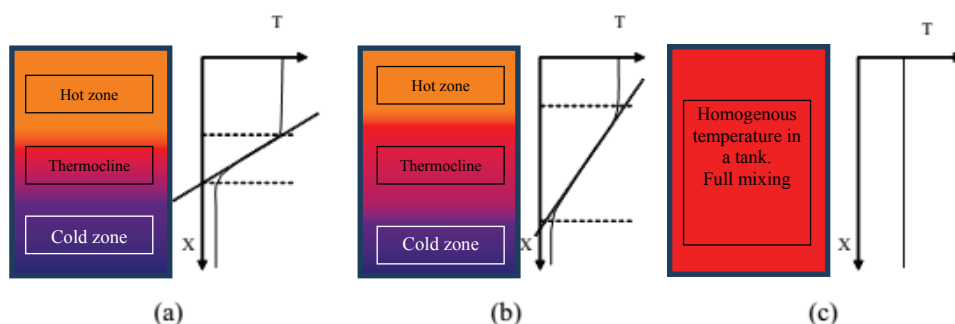 T
Hot zone
Thermocline
Cold zone
X
(a)
T
Hot zone
Thermocline
Cold zone
X
(b)
T
Homogenous
temperature in
a tank.
Full mixing
X
(c)